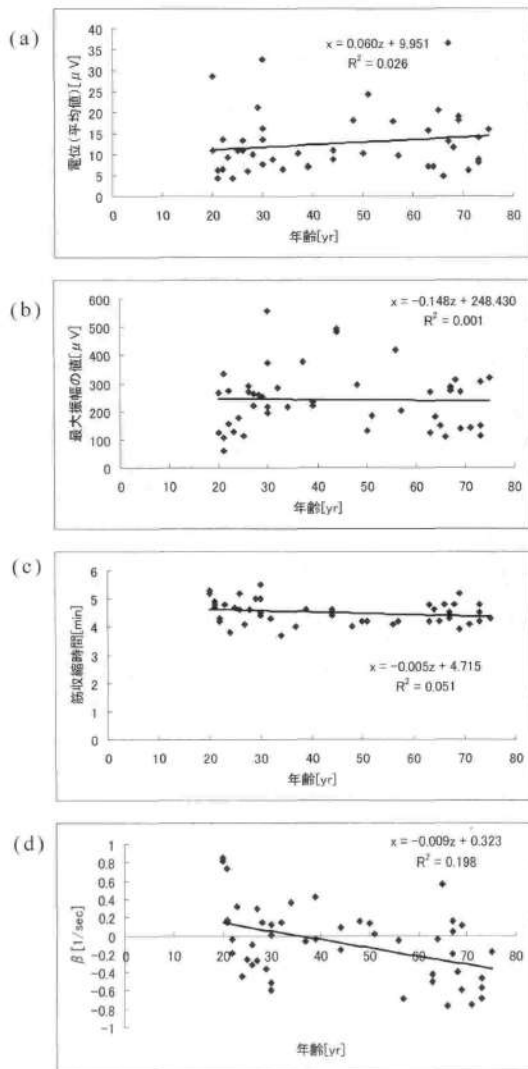 (a)
電位(平均値)[μV]
40
35
30
25
20
15
10
5
0
x = 0.060z + 9.951
R² = 0.026
0 10 20 30 40 50 60 70 80
年齢[yr]
(b)
最大振幅の値[μV]
600
500
400
300
200
100
0
x = -0.148z + 248.430
R² = 0.001
0 10 20 30 40 50 60 70 80
年齢[yr]
(c)
筋収縮時間[min]
6
5
4
3
2
1
0
x = -0.005z + 4.715
R² = 0.051
0 10 20 30 40 50 60 70 80
年齢[yr]
(d)
β[1/sec]
1
0.8
0.6
0.4
0.2
0
-0.2
-0.4
-0.6
-0.8
-1
x = -0.009z + 0.323
R² = 0.198
10 20 30 40 50 60 70 80
年齢[yr]